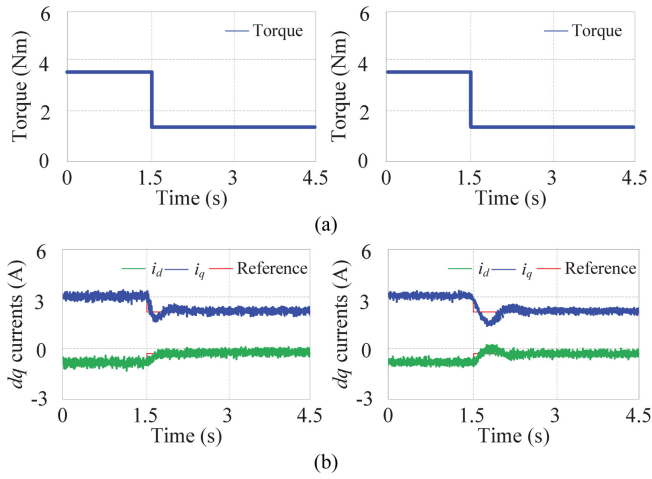 6
4
2
0
Torque (Nm)
Torque
0 1.5 3 4.5
Time (s)
6
4
2
0
Torque (Nm)
Torque
0 1.5 3 4.5
Time (s)
(a)
6
3
0
-3
dq currents (A)
i_d i_q Reference
0 1.5 3 4.5
Time (s)
6
3
0
-3
dq currents (A)
i_d i_q Reference
0 1.5 3 4.5
Time (s)
(b)